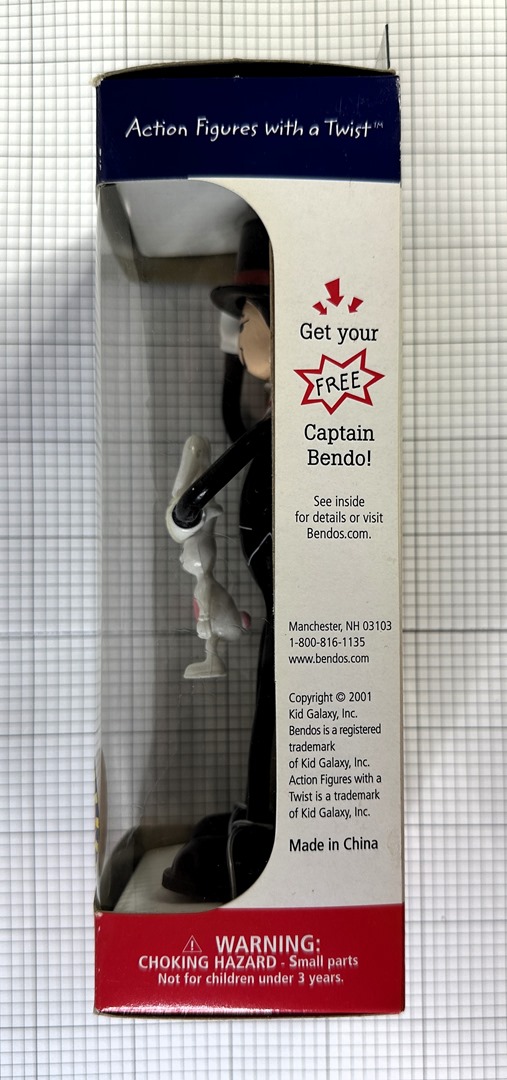 Action Figures with a Twist™
Get your
FREE
Captain
Bendo!
See inside
for details or visit
Bendos.com.
Manchester, NH 03103
1-800-816-1135
www.bendos.com
Copyright © 2001
Kid Galaxy, Inc.
Bendos is a registered
trademark
of Kid Galaxy, Inc.
Action Figures with a
Twist is a trademark
of Kid Galaxy, Inc.
Made in China
WARNING:
CHOKING HAZARD - Small parts
Not for children under 3 years.